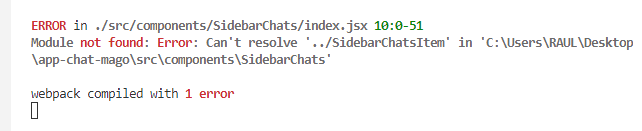 ERROR in ./src/components/SidebarChats/index.jsx 10:0-51
Module not found: Error: Can't resolve '../SidebarChatsItem' in 'C:\Users\RAUL\Desktop
\app-chat-mago\src\components\SidebarChats'
webpack compiled with 1 error